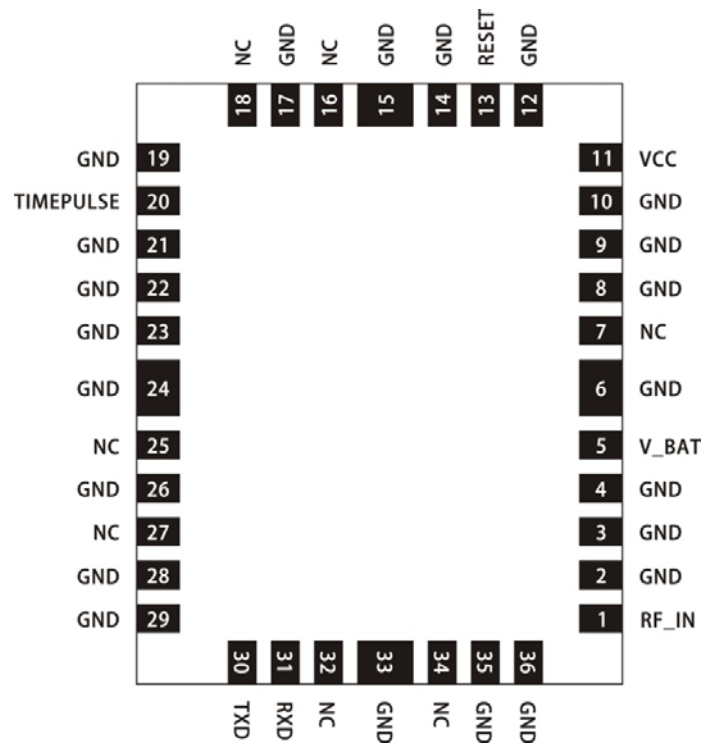 NC GND NC GND GND RESET GND
18 17 16 15 14 13 12
GND 19 11 VCC
TIMEPULSE 20 10 GND
GND 21 9 GND
GND 22 8 GND
GND 23 7 NC
GND 24 6 GND
NC 25 5 V_BAT
GND 26 4 GND
NC 27 3 GND
GND 28 2 GND
GND 29 1 RF_IN
30 31 32 33 34 35 36
TXD RXD NC GND NC GND GND